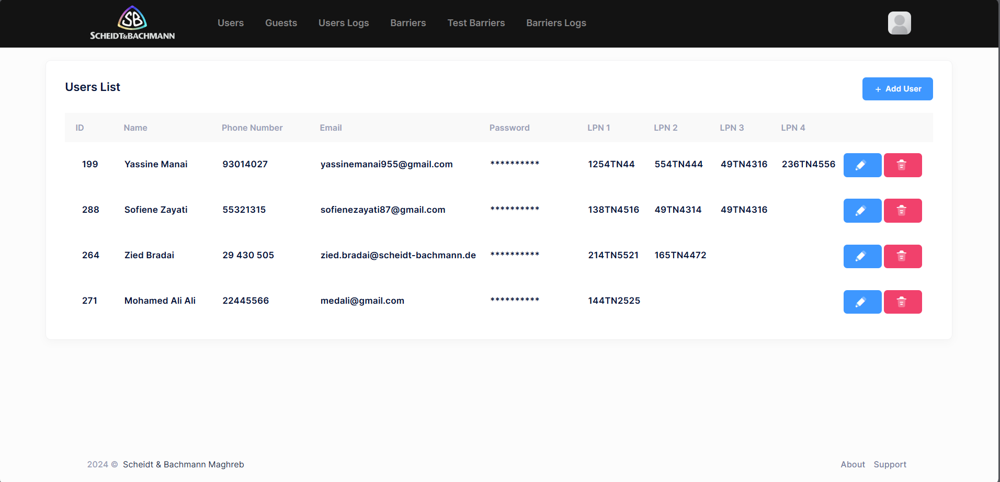 SB
SCHEIDT&BACHMANN
Users Guests Users Logs Barriers Test Barriers Barriers Logs
Users List
+ Add User
ID Name Phone Number Email Password LPN 1 LPN 2 LPN 3 LPN 4
199 Yassine Manai 93014027 yassinemanai955@gmail.com ********** 1254TN44 554TN444 49TN4316 236TN4556
288 Sofiene Zayati 55321315 sofienezayati87@gmail.com ********** 138TN4516 49TN4314 49TN4316
264 Zied Bradai 29 430 505 zied.bradai@scheidt-bachmann.de ********** 214TN5521 165TN4472
271 Mohamed Ali Ali 22445566 medali@gmail.com ********** 144TN2525
2024 © Scheidt & Bachmann Maghreb
About Support